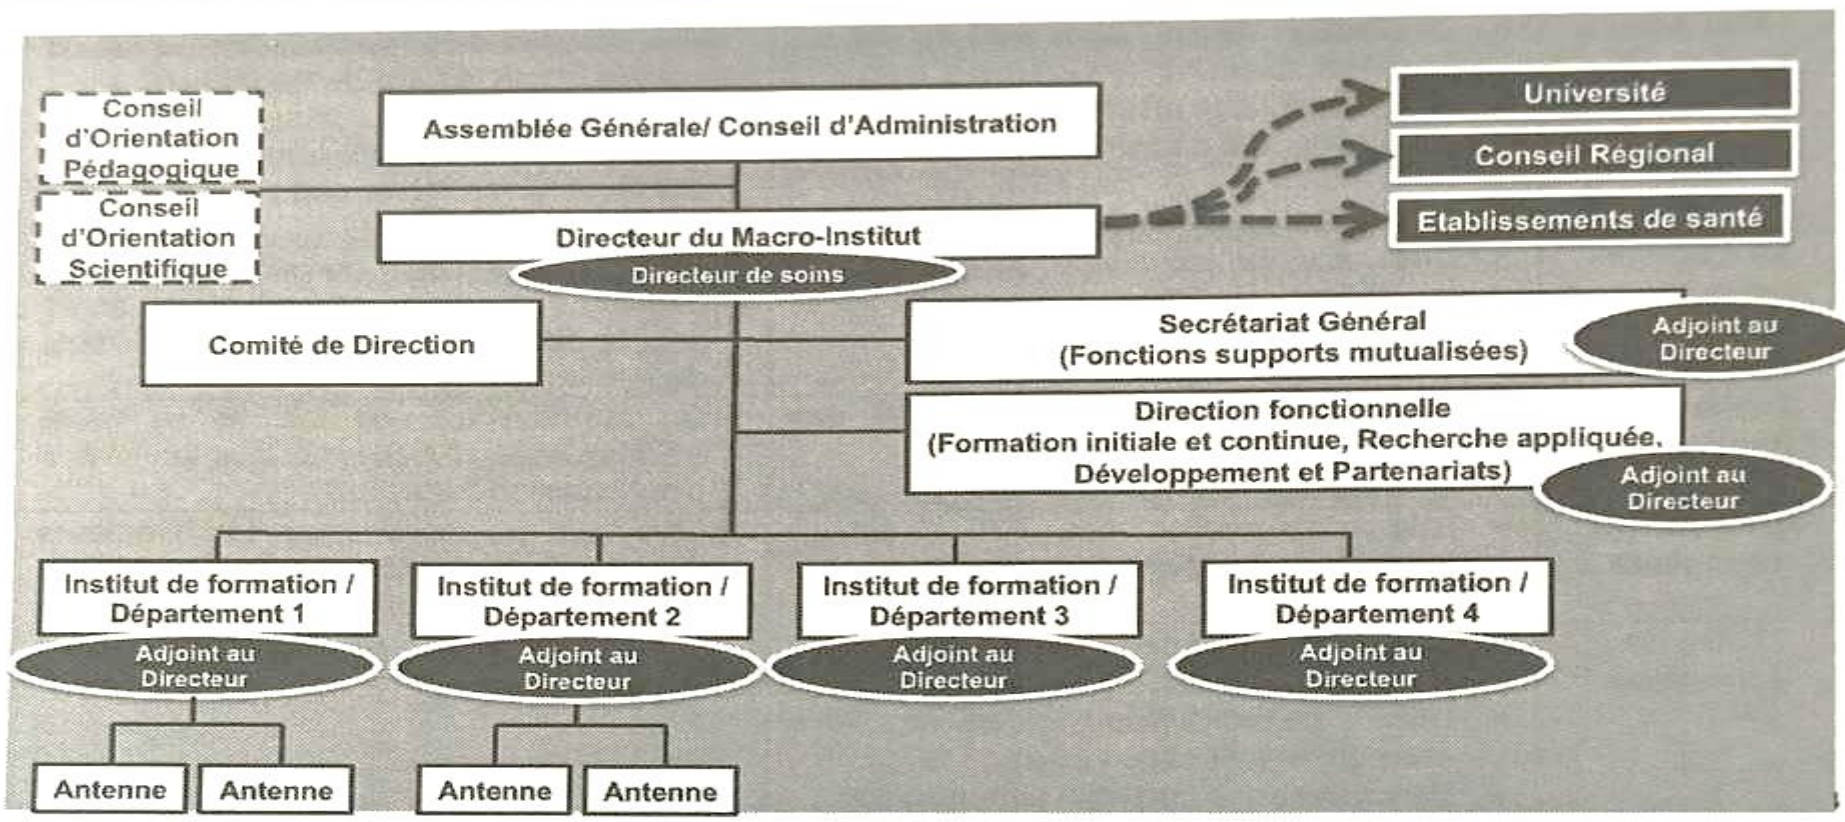 Conseil
d'Orientation
Pédagogique
Assemblée Générale/ Conseil d'Administration
Université
Conseil Régional
Conseil
d'Orientation
Scientifique
Directeur du Macro-Institut
Directeur de soins
Etablissements de santé
Comité de Direction
Secrétariat Général
(Fonctions supports mutualisées)
Adjoint au
Directeur
Direction fonctionnelle
(Formation initiale et continue, Recherche appliquée,
Développement et Partenariats)
Adjoint au
Directeur
Institut de formation /
Département 1
Adjoint au
Directeur
Institut de formation /
Département 2
Adjoint au
Directeur
Institut de formation /
Département 3
Adjoint au
Directeur
Institut de formation /
Département 4
Adjoint au
Directeur
Antenne
Antenne
Antenne
Antenne